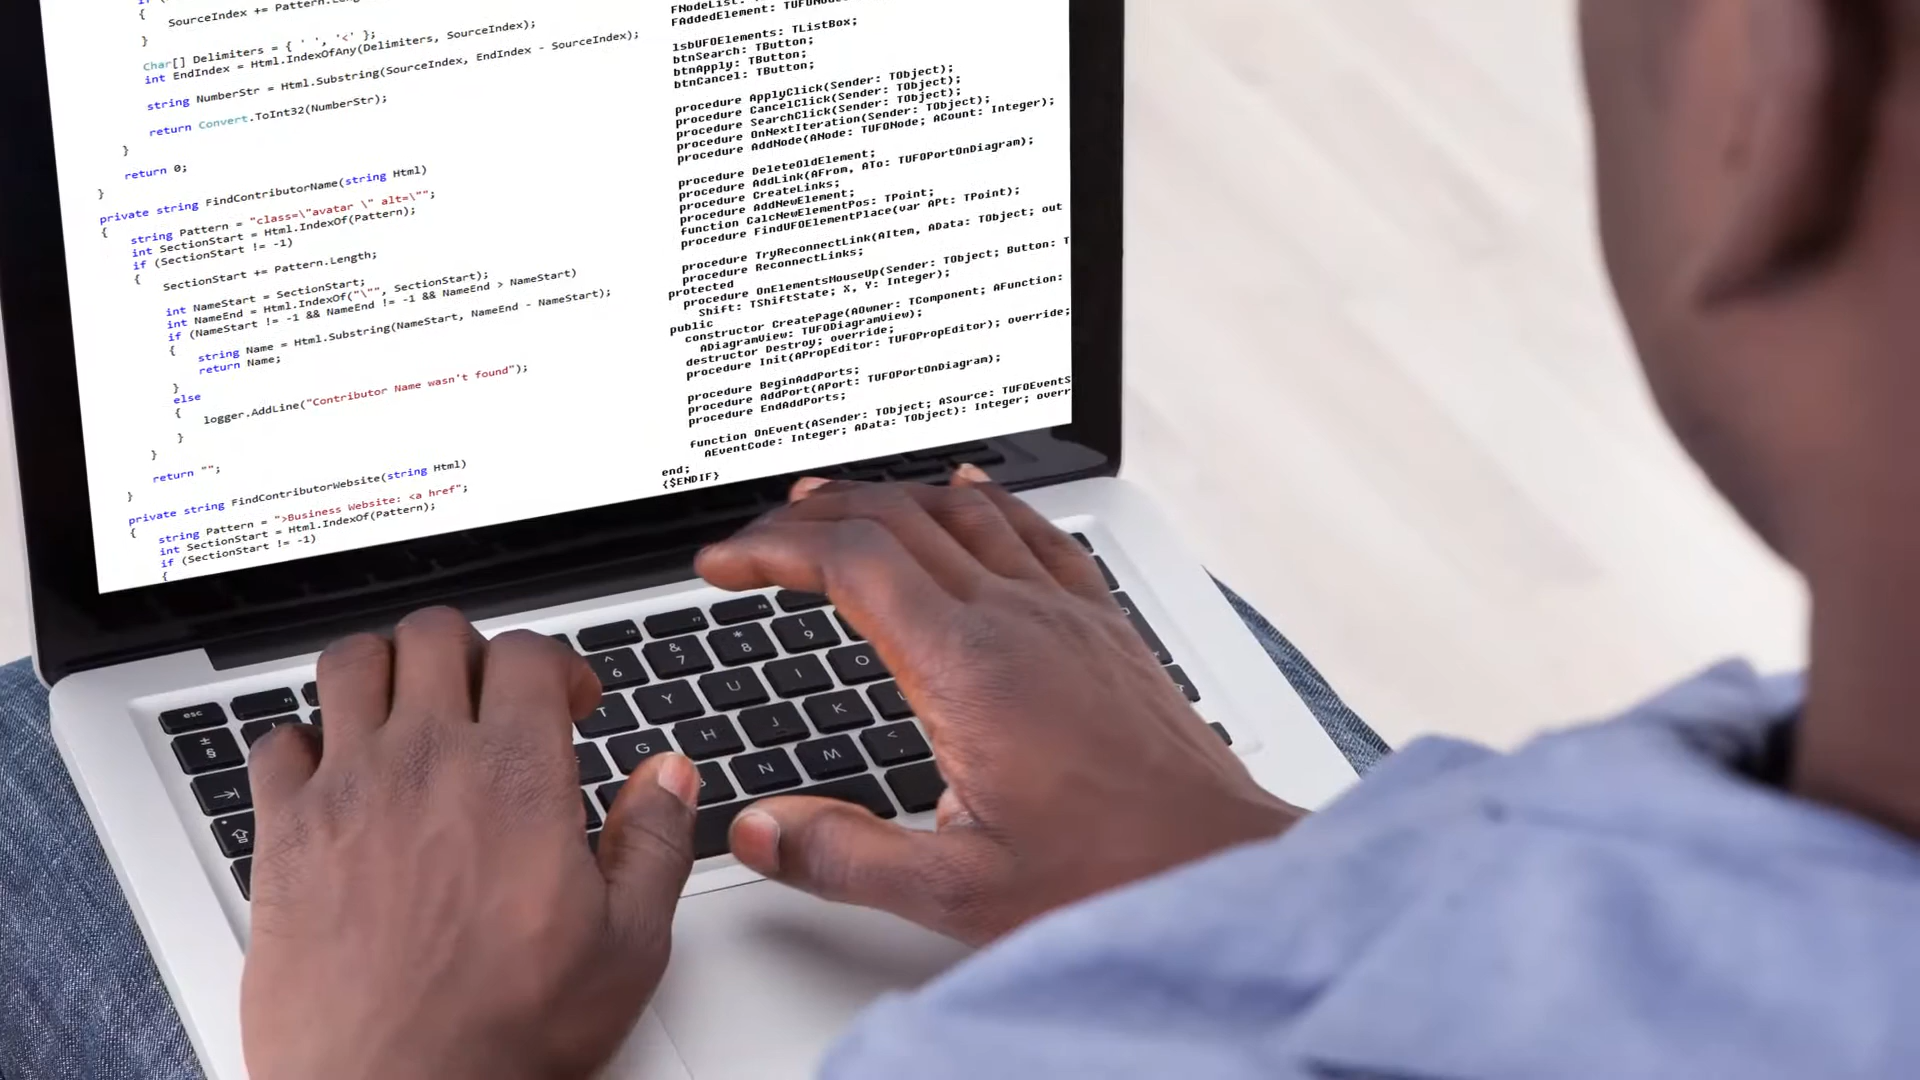 {
SourceIndex += Pattern.
}
Char[] Delimiters = { ' ', '<' };
int EndIndex = Html.IndexOfAny(Delimiters, SourceIndex);
string NumberStr = Html.Substring(SourceIndex, EndIndex - SourceIndex);
return Convert.ToInt32(NumberStr);
}
return 0;
}
private string FindContributorName(string Html)
{
string Pattern = "class=\"avatar \" alt=\"";
int SectionStart = Html.IndexOf(Pattern);
if (SectionStart != -1)
{
SectionStart += Pattern.Length;
int NameStart = SectionStart;
int NameEnd = Html.IndexOf("\"", SectionStart);
if (NameStart != -1 && NameEnd != -1 && NameEnd > NameStart)
{
string Name = Html.Substring(NameStart, NameEnd - NameStart);
return Name;
}
else
{
logger.AddLine("Contributor Name wasn't found");
}
}
return "";
}
private string FindContributorWebsite(string Html)
{
string Pattern = ">Business Website: <a href";
int SectionStart = Html.IndexOf(Pattern);
if (SectionStart != -1)
{
FNodeList:
FAddedElement:
lsbUFOElements: TListBox;
btnSearch: TButton;
btnApply: TButton;
btnCancel: TButton;
procedure ApplyClick(Sender: TObject);
procedure CancelClick(Sender: TObject);
procedure SearchClick(Sender: TObject);
procedure OnNextIteration(Sender: TObject);
procedure AddNode(ANode: TUFONode; ACount: Integer);
procedure DeleteOldElement;
procedure AddLink(AFrom, ATo: TUFOPortOnDiagram);
procedure CreateLinks;
procedure AddNewElement;
function CalcNewElementPos: TPoint;
procedure FindUFOElementPlace(var APt: TPoint);
procedure TryReconnectLink(AItem, AData: TObject; out
procedure ReconnectLinks;
protected
procedure OnElementsMouseUp(Sender: TObject; Button: T
Shift: TShiftState; X, Y: Integer);
public
constructor CreatePage(AOwner: TComponent; AFunction:
ADiagramView: TUFODiagramView);
destructor Destroy; override;
procedure Init(APropEditor: TUFOPropEditor); override;
procedure BeginAddPorts;
procedure AddPort(APort: TUFOPortOnDiagram);
procedure EndAddPorts;
function OnEvent(ASender: TObject; ASource: TUFOEventS
AEventCode: Integer; AData: TObject): Integer; overr
end;
{$ENDIF}
^ & * (
6 7 8 9
esc
T Y U I O
±
§
G H J K
N M < ,